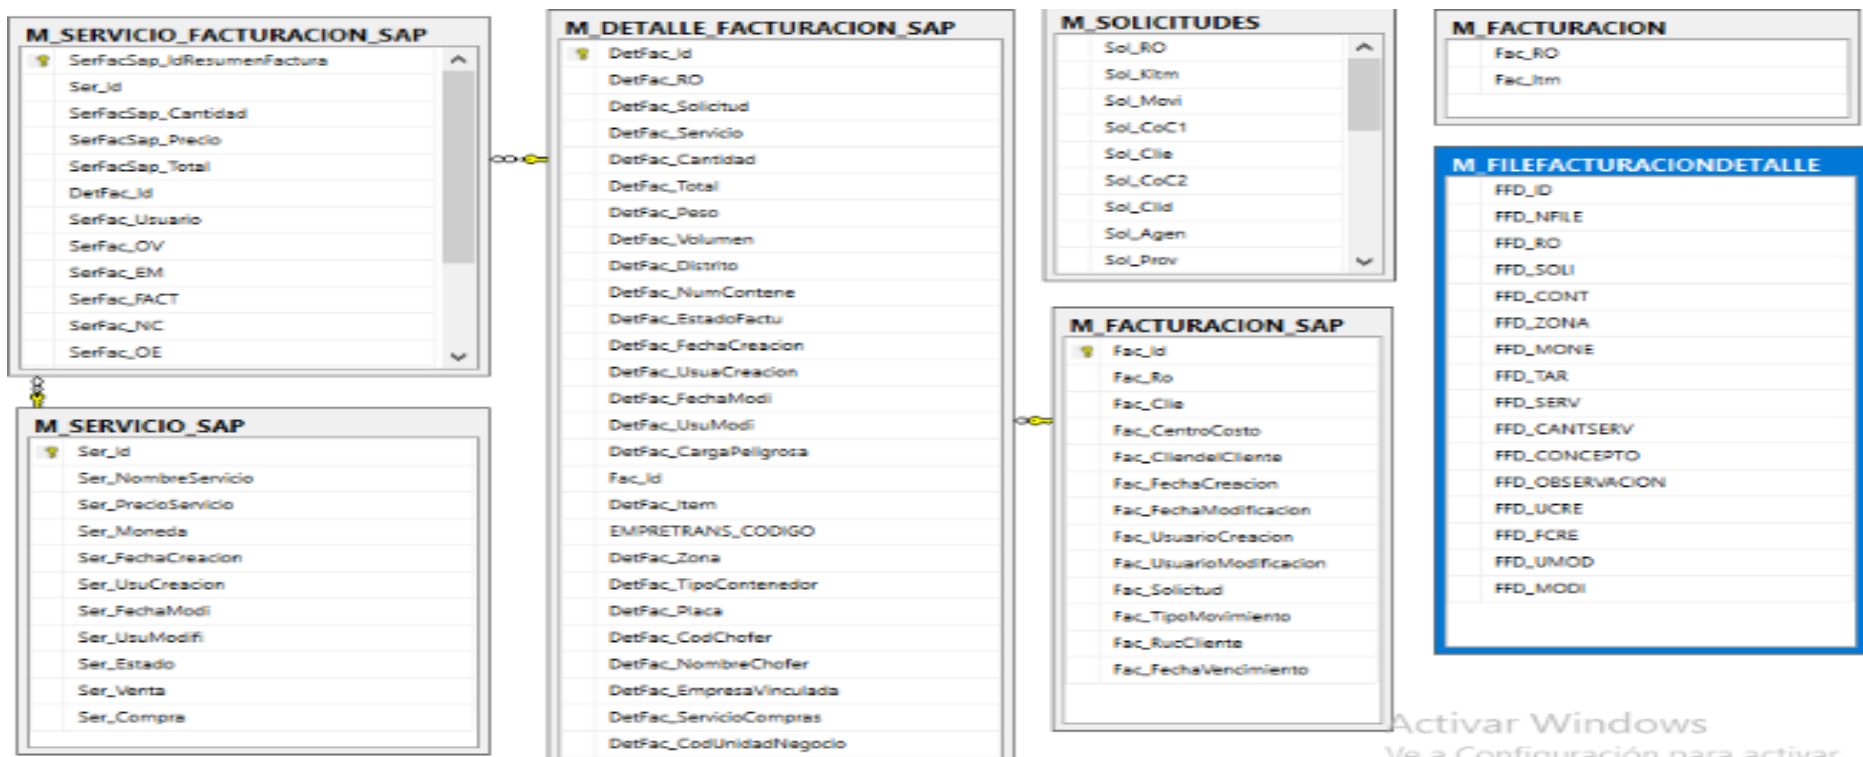 M_SERVICIO_FACTURACION_SAP
SerFacSap_IdResumenFactura
Ser_Id
SerFacSap_Cantidad
SerFacSap_Precio
SerFacSap_Total
DetFac_Id
SerFac_Usuario
SerFac_OV
SerFac_EM
SerFac_FACT
SerFac_NC
SerFac_OE
M_SERVICIO_SAP
Ser_Id
Ser_NombreServicio
Ser_PrecioServicio
Ser_Moneda
Ser_FechaCreacion
Ser_UsuCreacion
Ser_FechaModi
Ser_UsuModifi
Ser_Estado
Ser_Venta
Ser_Compra
M_DETALLE_FACTURACION_SAP
DetFac_Id
DetFac_RO
DetFac_Solicitud
DetFac_Servicio
DetFac_Cantidad
DetFac_Total
DetFac_Peso
DetFac_Volumen
DetFac_Distrito
DetFac_NumContene
DetFac_EstadoFactu
DetFac_FechaCreacion
DetFac_UsuaCreacion
DetFac_FechaModi
DetFac_UsuModi
DetFac_CargaPeligrosa
Fac_Id
DetFac_Item
EMPRETRANS_CODIGO
DetFac_Zona
DetFac_TipoContenedor
DetFac_Placa
DetFac_CodChofer
DetFac_NombreChofer
DetFac_EmpresaVinculada
DetFac_ServicioCompras
DetFac_CodUnidadNegocio
M_SOLICITUDES
Sol_RO
Sol_KItm
Sol_Movi
Sol_CoC1
Sol_Clie
Sol_CoC2
Sol_Clid
Sol_Agen
Sol_Prov
M_FACTURACION_SAP
Fac_Id
Fac_Ro
Fac_Clie
Fac_CentroCosto
Fac_CliendelCliente
Fac_FechaCreacion
Fac_FechaModificacion
Fac_UsuarioCreacion
Fac_UsuarioModificacion
Fac_Solicitud
Fac_TipoMovimiento
Fac_RucCliente
Fac_FechaVencimiento
M_FACTURACION
Fac_RO
Fac_Itm
M_FILEFACTURACIONDETALLE
FFD_ID
FFD_NFILE
FFD_RO
FFD_SOLI
FFD_CONT
FFD_ZONA
FFD_MONE
FFD_TAR
FFD_SERV
FFD_CANTSERV
FFD_CONCEPTO
FFD_OBSERVACION
FFD_UCRE
FFD_FCRE
FFD_UMOD
FFD_MODI
Activar Windows
Ve a Configuración para activar